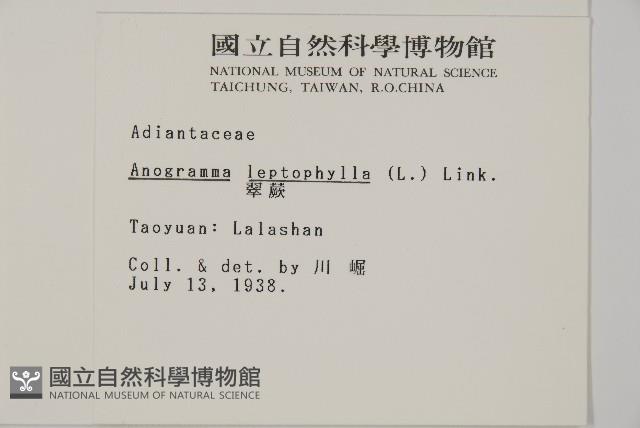 國立自然科學博物館
NATIONAL MUSEUM OF NATURAL SCIENCE
TAICHUNG, TAIWAN, R.O.CHINA
Adiantaceae
Anogramma leptophylla (L.) Link.
翠蕨
Taoyuan: Lalashan
Coll. & det. by 川 崛
July 13, 1938.
國立自然科學博物館
NATIONAL MUSEUM OF NATURAL SCIENCE